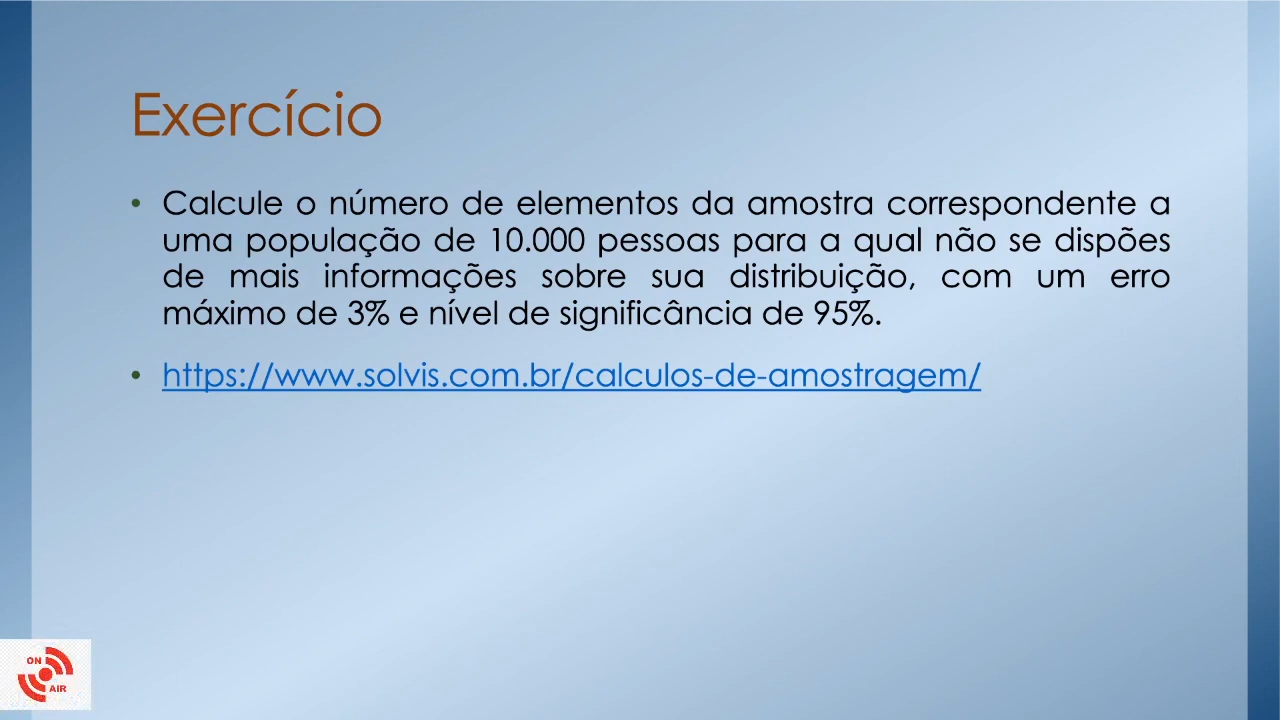 Exercício
• Calcule o número de elementos da amostra correspondente a
uma população de 10.000 pessoas para a qual não se dispões
de mais informações sobre sua distribuição, com um erro
máximo de 3% e nível de significância de 95%.
• https://www.solvis.com.br/calculos-de-amostragem/
ON
AIR